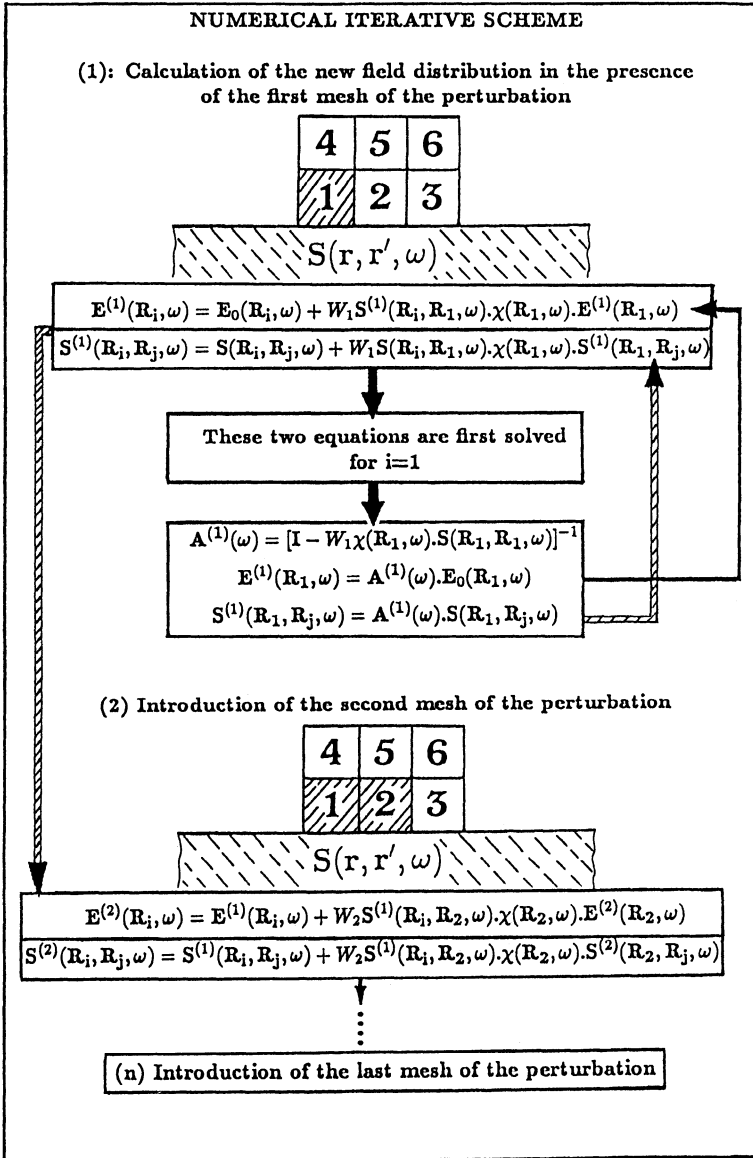 NUMERICAL ITERATIVE SCHEME
(1): Calculation of the new field distribution in the presence
of the first mesh of the perturbation
4 5 6
1 2 3
S(r, r′, ω)
E⁽¹⁾(Rᵢ,ω) = E₀(Rᵢ,ω) + W₁S⁽¹⁾(Rᵢ,R₁,ω).χ(R₁,ω).E⁽¹⁾(R₁,ω)
S⁽¹⁾(Rᵢ,Rⱼ,ω) = S(Rᵢ,Rⱼ,ω) + W₁S(Rᵢ,R₁,ω).χ(R₁,ω).S⁽¹⁾(R₁,Rⱼ,ω)
These two equations are first solved
for i=1
A⁽¹⁾(ω) = [I − W₁χ(R₁,ω).S(R₁,R₁,ω)]⁻¹
E⁽¹⁾(R₁,ω) = A⁽¹⁾(ω).E₀(R₁,ω)
S⁽¹⁾(R₁,Rⱼ,ω) = A⁽¹⁾(ω).S(R₁,Rⱼ,ω)
(2) Introduction of the second mesh of the perturbation
4 5 6
1 2 3
S(r, r′, ω)
E⁽²⁾(Rᵢ,ω) = E⁽¹⁾(Rᵢ,ω) + W₂S⁽¹⁾(Rᵢ,R₂,ω).χ(R₂,ω).E⁽²⁾(R₂,ω)
S⁽²⁾(Rᵢ,Rⱼ,ω) = S⁽¹⁾(Rᵢ,Rⱼ,ω) + W₂S⁽¹⁾(Rᵢ,R₂,ω).χ(R₂,ω).S⁽²⁾(R₂,Rⱼ,ω)
(n) Introduction of the last mesh of the perturbation